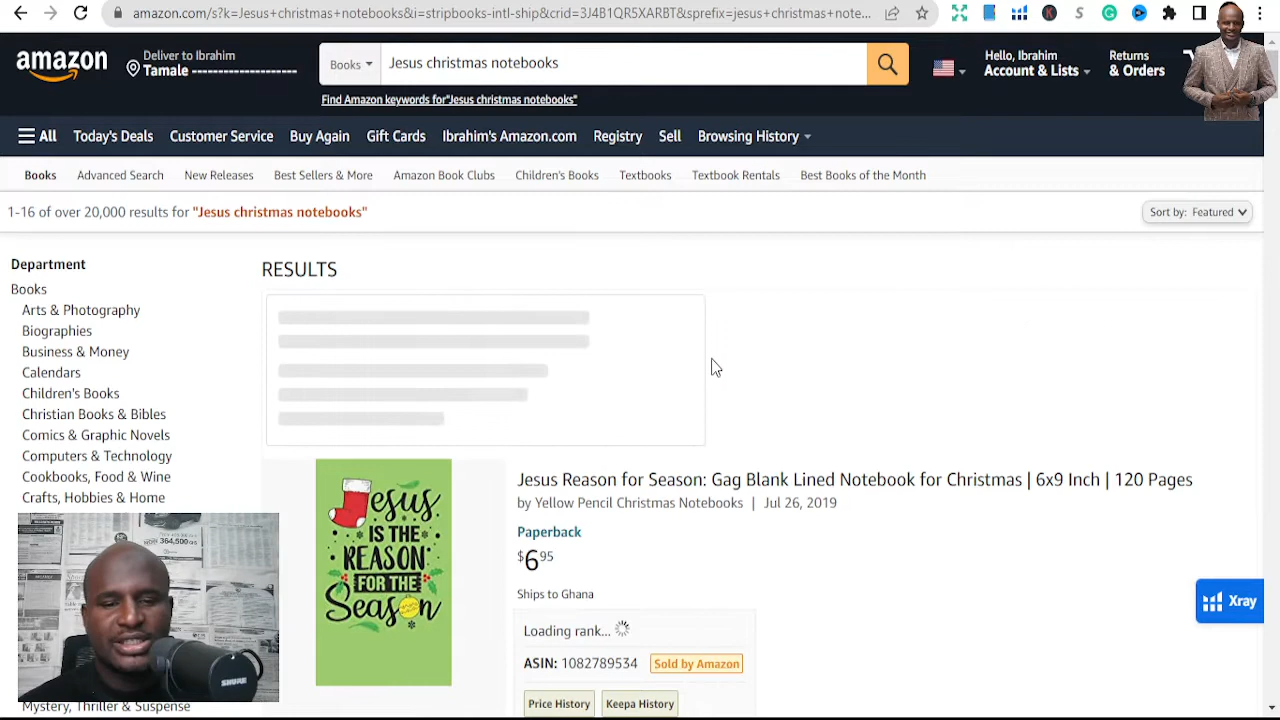 amazon.com/s?k=Jesus+christmas+notebooks&i=stripbooks-intl-ship&crid=3J4B1QR5XARBT&sprefix=jesus+christmas+note...
amazon
Deliver to Ibrahim
Tamale --------------------
Books
Jesus christmas notebooks
Hello, Ibrahim
Account & Lists
Returns
& Orders
Find Amazon keywords for"Jesus christmas notebooks"
All Today's Deals Customer Service Buy Again Gift Cards Ibrahim's Amazon.com Registry Sell Browsing History
Books Advanced Search New Releases Best Sellers & More Amazon Book Clubs Children's Books Textbooks Textbook Rentals Best Books of the Month
1-16 of over 20,000 results for "Jesus christmas notebooks"
Sort by: Featured
Department
Books
Arts & Photography
Biographies
Business & Money
Calendars
Children's Books
Christian Books & Bibles
Comics & Graphic Novels
Computers & Technology
Cookbooks, Food & Wine
Crafts, Hobbies & Home
Mystery, Thriller & Suspense
RESULTS
Jesus
IS THE
REASON
FOR THE
Season
Jesus Reason for Season: Gag Blank Lined Notebook for Christmas | 6x9 Inch | 120 Pages
by Yellow Pencil Christmas Notebooks | Jul 26, 2019
Paperback
$6 95
Ships to Ghana
Loading rank...
ASIN: 1082789534 Sold by Amazon
Price History Keepa History
Xray
SHURE
364,500